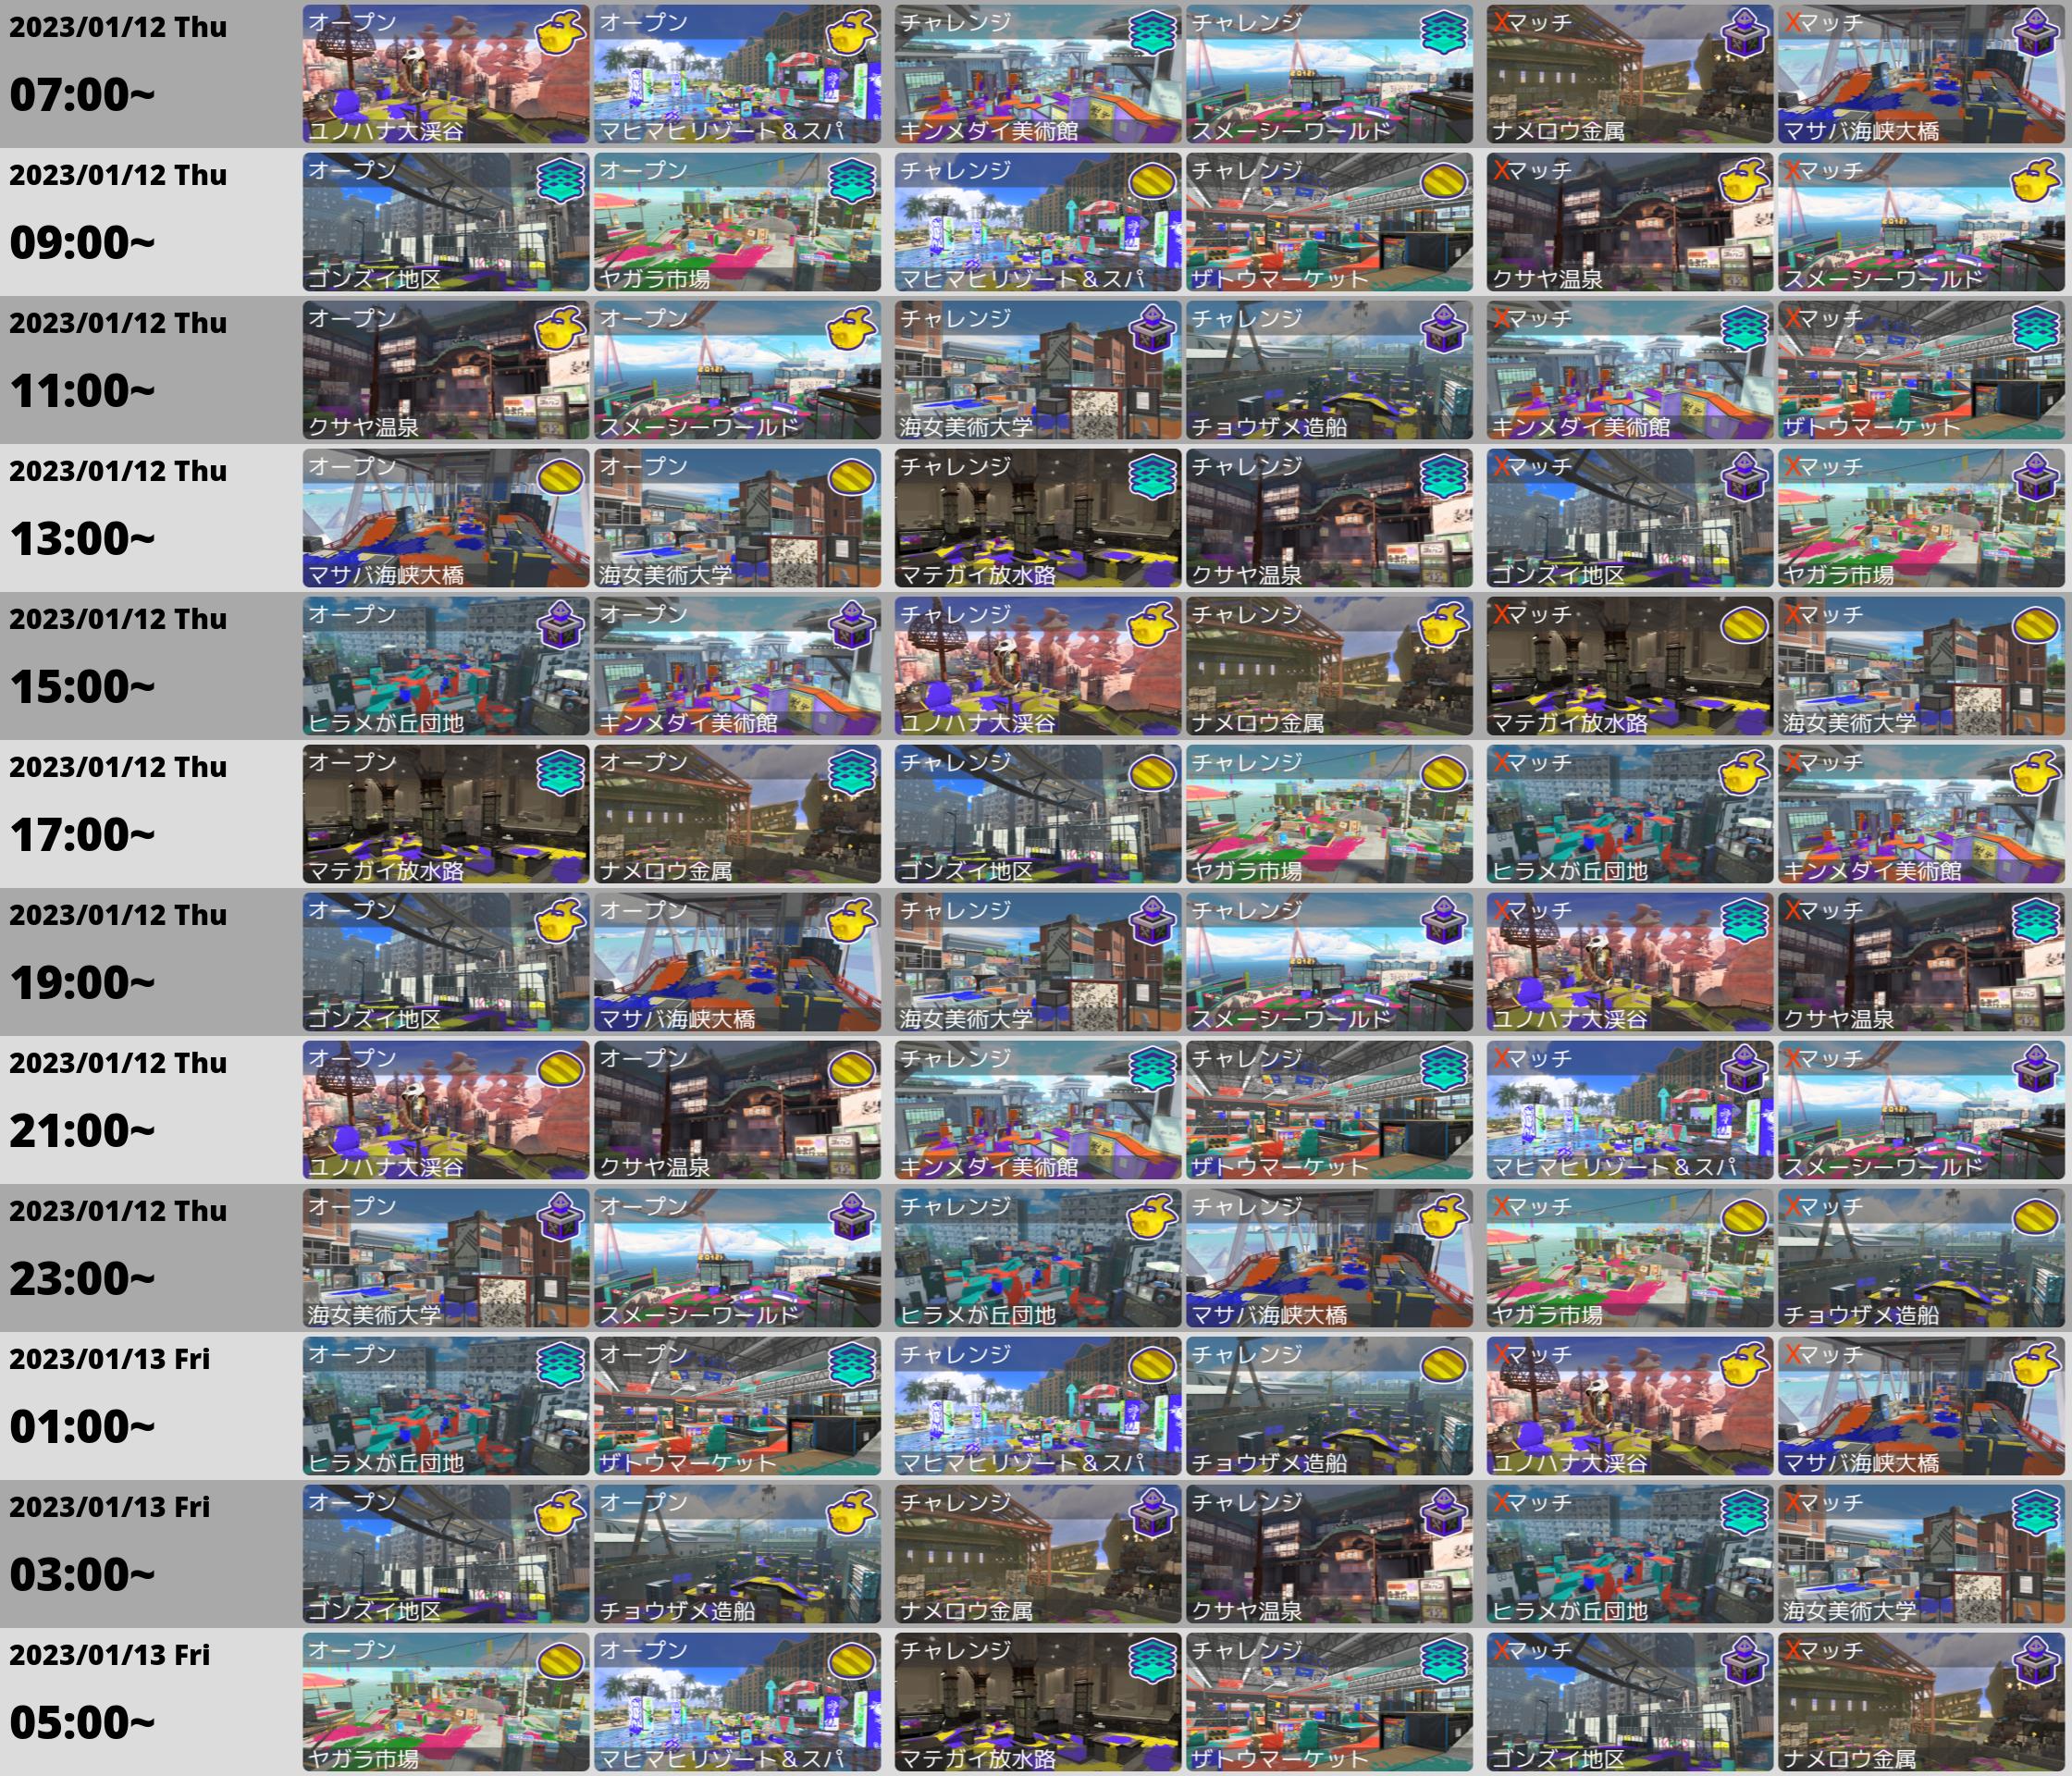 2023/01/12 Thu
07:00~
オープン オープン チャレンジ チャレンジ Xマッチ Xマッチ
ユノハナ大渓谷 マヒマヒリゾート＆スパ キンメダイ美術館 スメーシーワールド ナメロウ金属 マサバ海峡大橋
2023/01/12 Thu
09:00~
オープン オープン チャレンジ チャレンジ Xマッチ Xマッチ
ゴンズイ地区 ヤガラ市場 マヒマヒリゾート＆スパ ザトウマーケット クサヤ温泉 スメーシーワールド
2023/01/12 Thu
11:00~
オープン オープン チャレンジ チャレンジ Xマッチ Xマッチ
クサヤ温泉 スメーシーワールド 海女美術大学 チョウザメ造船 キンメダイ美術館 ザトウマーケット
2023/01/12 Thu
13:00~
オープン オープン チャレンジ チャレンジ Xマッチ Xマッチ
マサバ海峡大橋 海女美術大学 マテガイ放水路 クサヤ温泉 ゴンズイ地区 ヤガラ市場
2023/01/12 Thu
15:00~
オープン オープン チャレンジ チャレンジ Xマッチ Xマッチ
ヒラメが丘団地 キンメダイ美術館 ユノハナ大渓谷 ナメロウ金属 マテガイ放水路 海女美術大学
2023/01/12 Thu
17:00~
オープン オープン チャレンジ チャレンジ Xマッチ Xマッチ
マテガイ放水路 ナメロウ金属 ゴンズイ地区 ヤガラ市場 ヒラメが丘団地 キンメダイ美術館
2023/01/12 Thu
19:00~
オープン オープン チャレンジ チャレンジ Xマッチ Xマッチ
ゴンズイ地区 マサバ海峡大橋 海女美術大学 スメーシーワールド ユノハナ大渓谷 クサヤ温泉
2023/01/12 Thu
21:00~
オープン オープン チャレンジ チャレンジ Xマッチ Xマッチ
ユノハナ大渓谷 クサヤ温泉 キンメダイ美術館 ザトウマーケット マヒマヒリゾート＆スパ スメーシーワールド
2023/01/12 Thu
23:00~
オープン オープン チャレンジ チャレンジ Xマッチ Xマッチ
海女美術大学 スメーシーワールド ヒラメが丘団地 マサバ海峡大橋 ヤガラ市場 チョウザメ造船
2023/01/13 Fri
01:00~
オープン オープン チャレンジ チャレンジ Xマッチ Xマッチ
ヒラメが丘団地 ザトウマーケット マヒマヒリゾート＆スパ チョウザメ造船 ユノハナ大渓谷 マサバ海峡大橋
2023/01/13 Fri
03:00~
オープン オープン チャレンジ チャレンジ Xマッチ Xマッチ
ゴンズイ地区 チョウザメ造船 ナメロウ金属 クサヤ温泉 ヒラメが丘団地 海女美術大学
2023/01/13 Fri
05:00~
オープン オープン チャレンジ チャレンジ Xマッチ Xマッチ
ヤガラ市場 マヒマヒリゾート＆スパ マテガイ放水路 ザトウマーケット ゴンズイ地区 ナメロウ金属